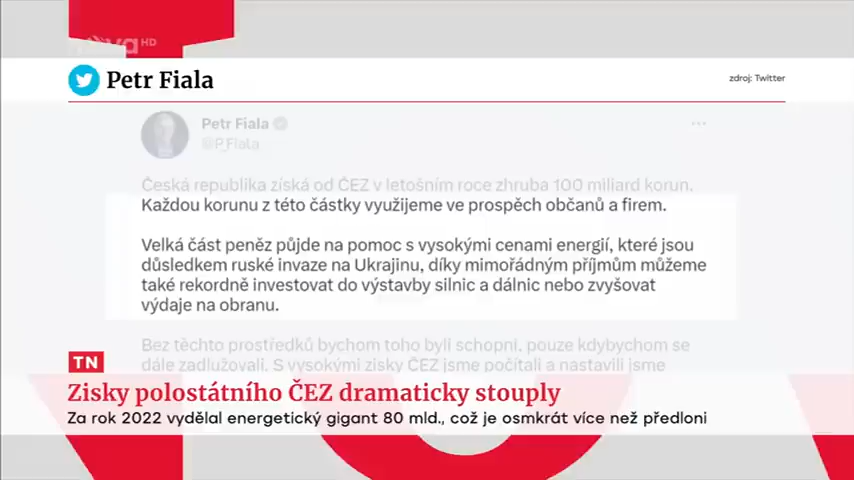 nova HD
Petr Fiala
zdroj: Twitter
Petr Fiala
@P_Fiala
Česká republika získá od ČEZ v letošním roce zhruba 100 miliard korun.
Každou korunu z této částky využijeme ve prospěch občanů a firem.
Velká část peněz půjde na pomoc s vysokými cenami energií, které jsou
důsledkem ruské invaze na Ukrajinu, díky mimořádným příjmům můžeme
také rekordně investovat do výstavby silnic a dálnic nebo zvyšovat
výdaje na obranu.
Bez těchto prostředků bychom toho byli schopní, pouze kdybychom se
dále zadlužovali. S vysokými zisky ČEZ jsme počítali a nastavili jsme
TN
Zisky polostátního ČEZ dramaticky stouply
Za rok 2022 vydělal energetický gigant 80 mld., což je osmkrát více než předloni